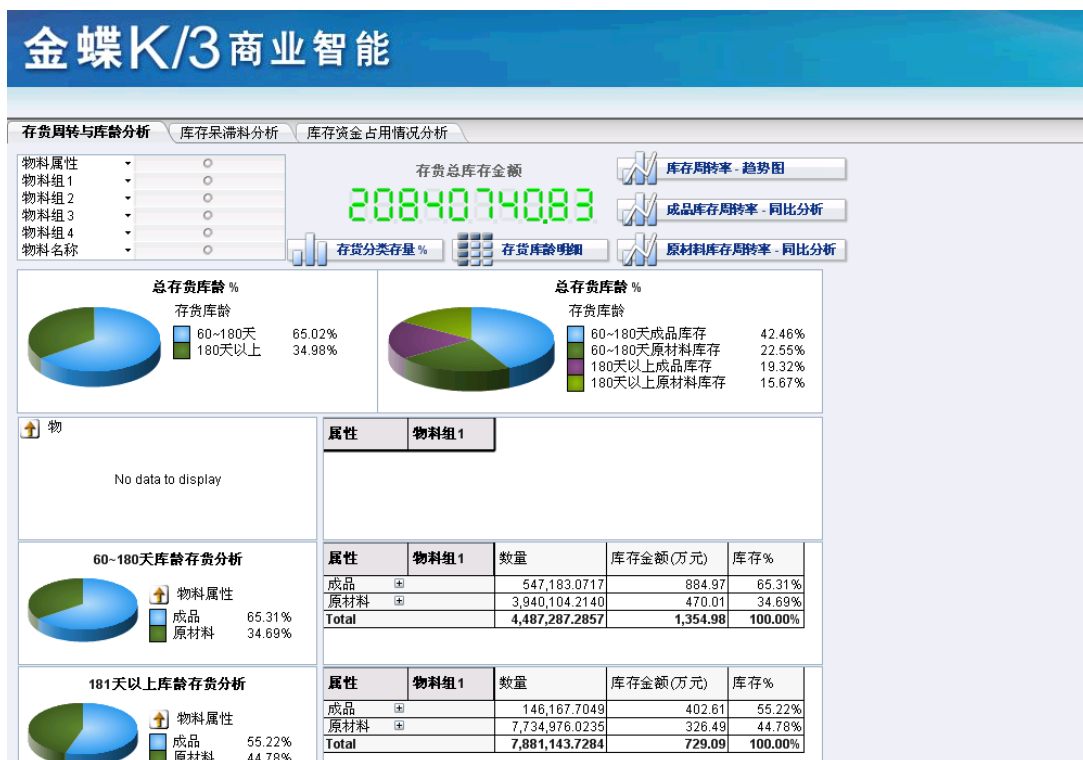 金蝶K/3商业智能
存货周转与库龄分析 库存呆滞料分析 库存资金占用情况分析
物料属性
物料组1
物料组2
物料组3
物料组4
物料名称
存货总库存金额
20840740.83
库存周转率 - 趋势图
成品库存周转率 - 同比分析
存货分类存量 %
存货库龄明细
原材料库存周转率 - 同比分析
总存货库龄 %
存货库龄
60~180天 65.02%
180天以上 34.98%
总存货库龄 %
存货库龄
60~180天成品库存 42.46%
60~180天原材料库存 22.55%
180天以上成品库存 19.32%
180天以上原材料库存 15.67%
物
No data to display
属性 物料组1
60~180天库龄存货分析
物料属性
成品 65.31%
原材料 34.69%
属性 物料组1 数量 库存金额(万元) 库存%
成品 547,183.0717 884.97 65.31%
原材料 3,940,104.2140 470.01 34.69%
Total 4,487,287.2857 1,354.98 100.00%
181天以上库龄存货分析
物料属性
成品 55.22%
原材料 44.78%
属性 物料组1 数量 库存金额(万元) 库存%
成品 146,167.7049 402.61 55.22%
原材料 7,734,976.0235 326.49 44.78%
Total 7,881,143.7284 729.09 100.00%